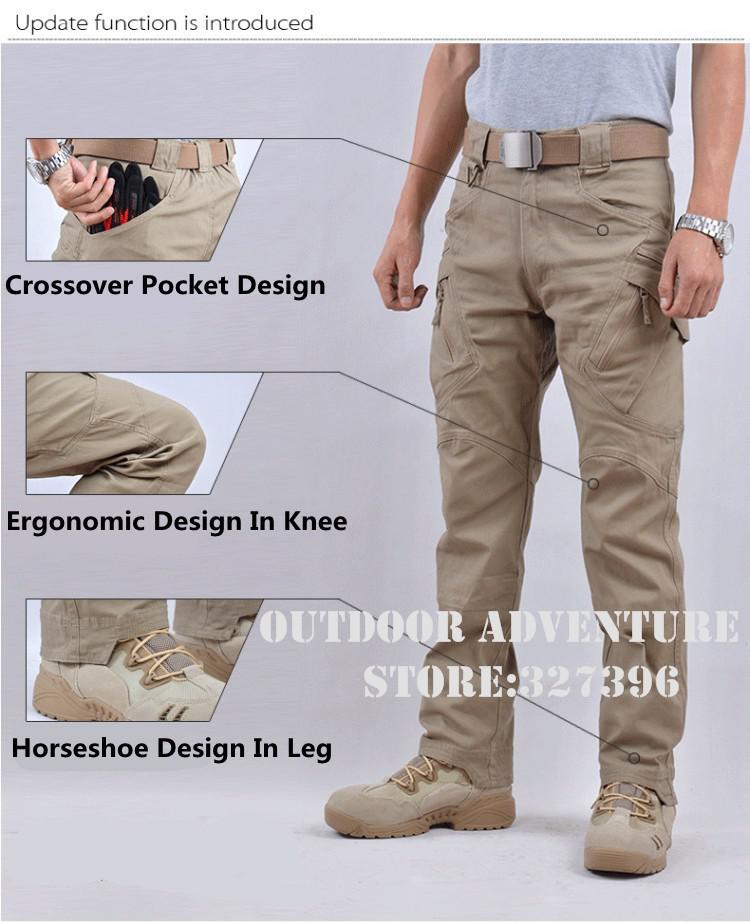 Update function is introduced
Crossover Pocket Design
Ergonomic Design In Knee
OUTDOOR ADVENTURE
STORE:327396
Horseshoe Design In Leg